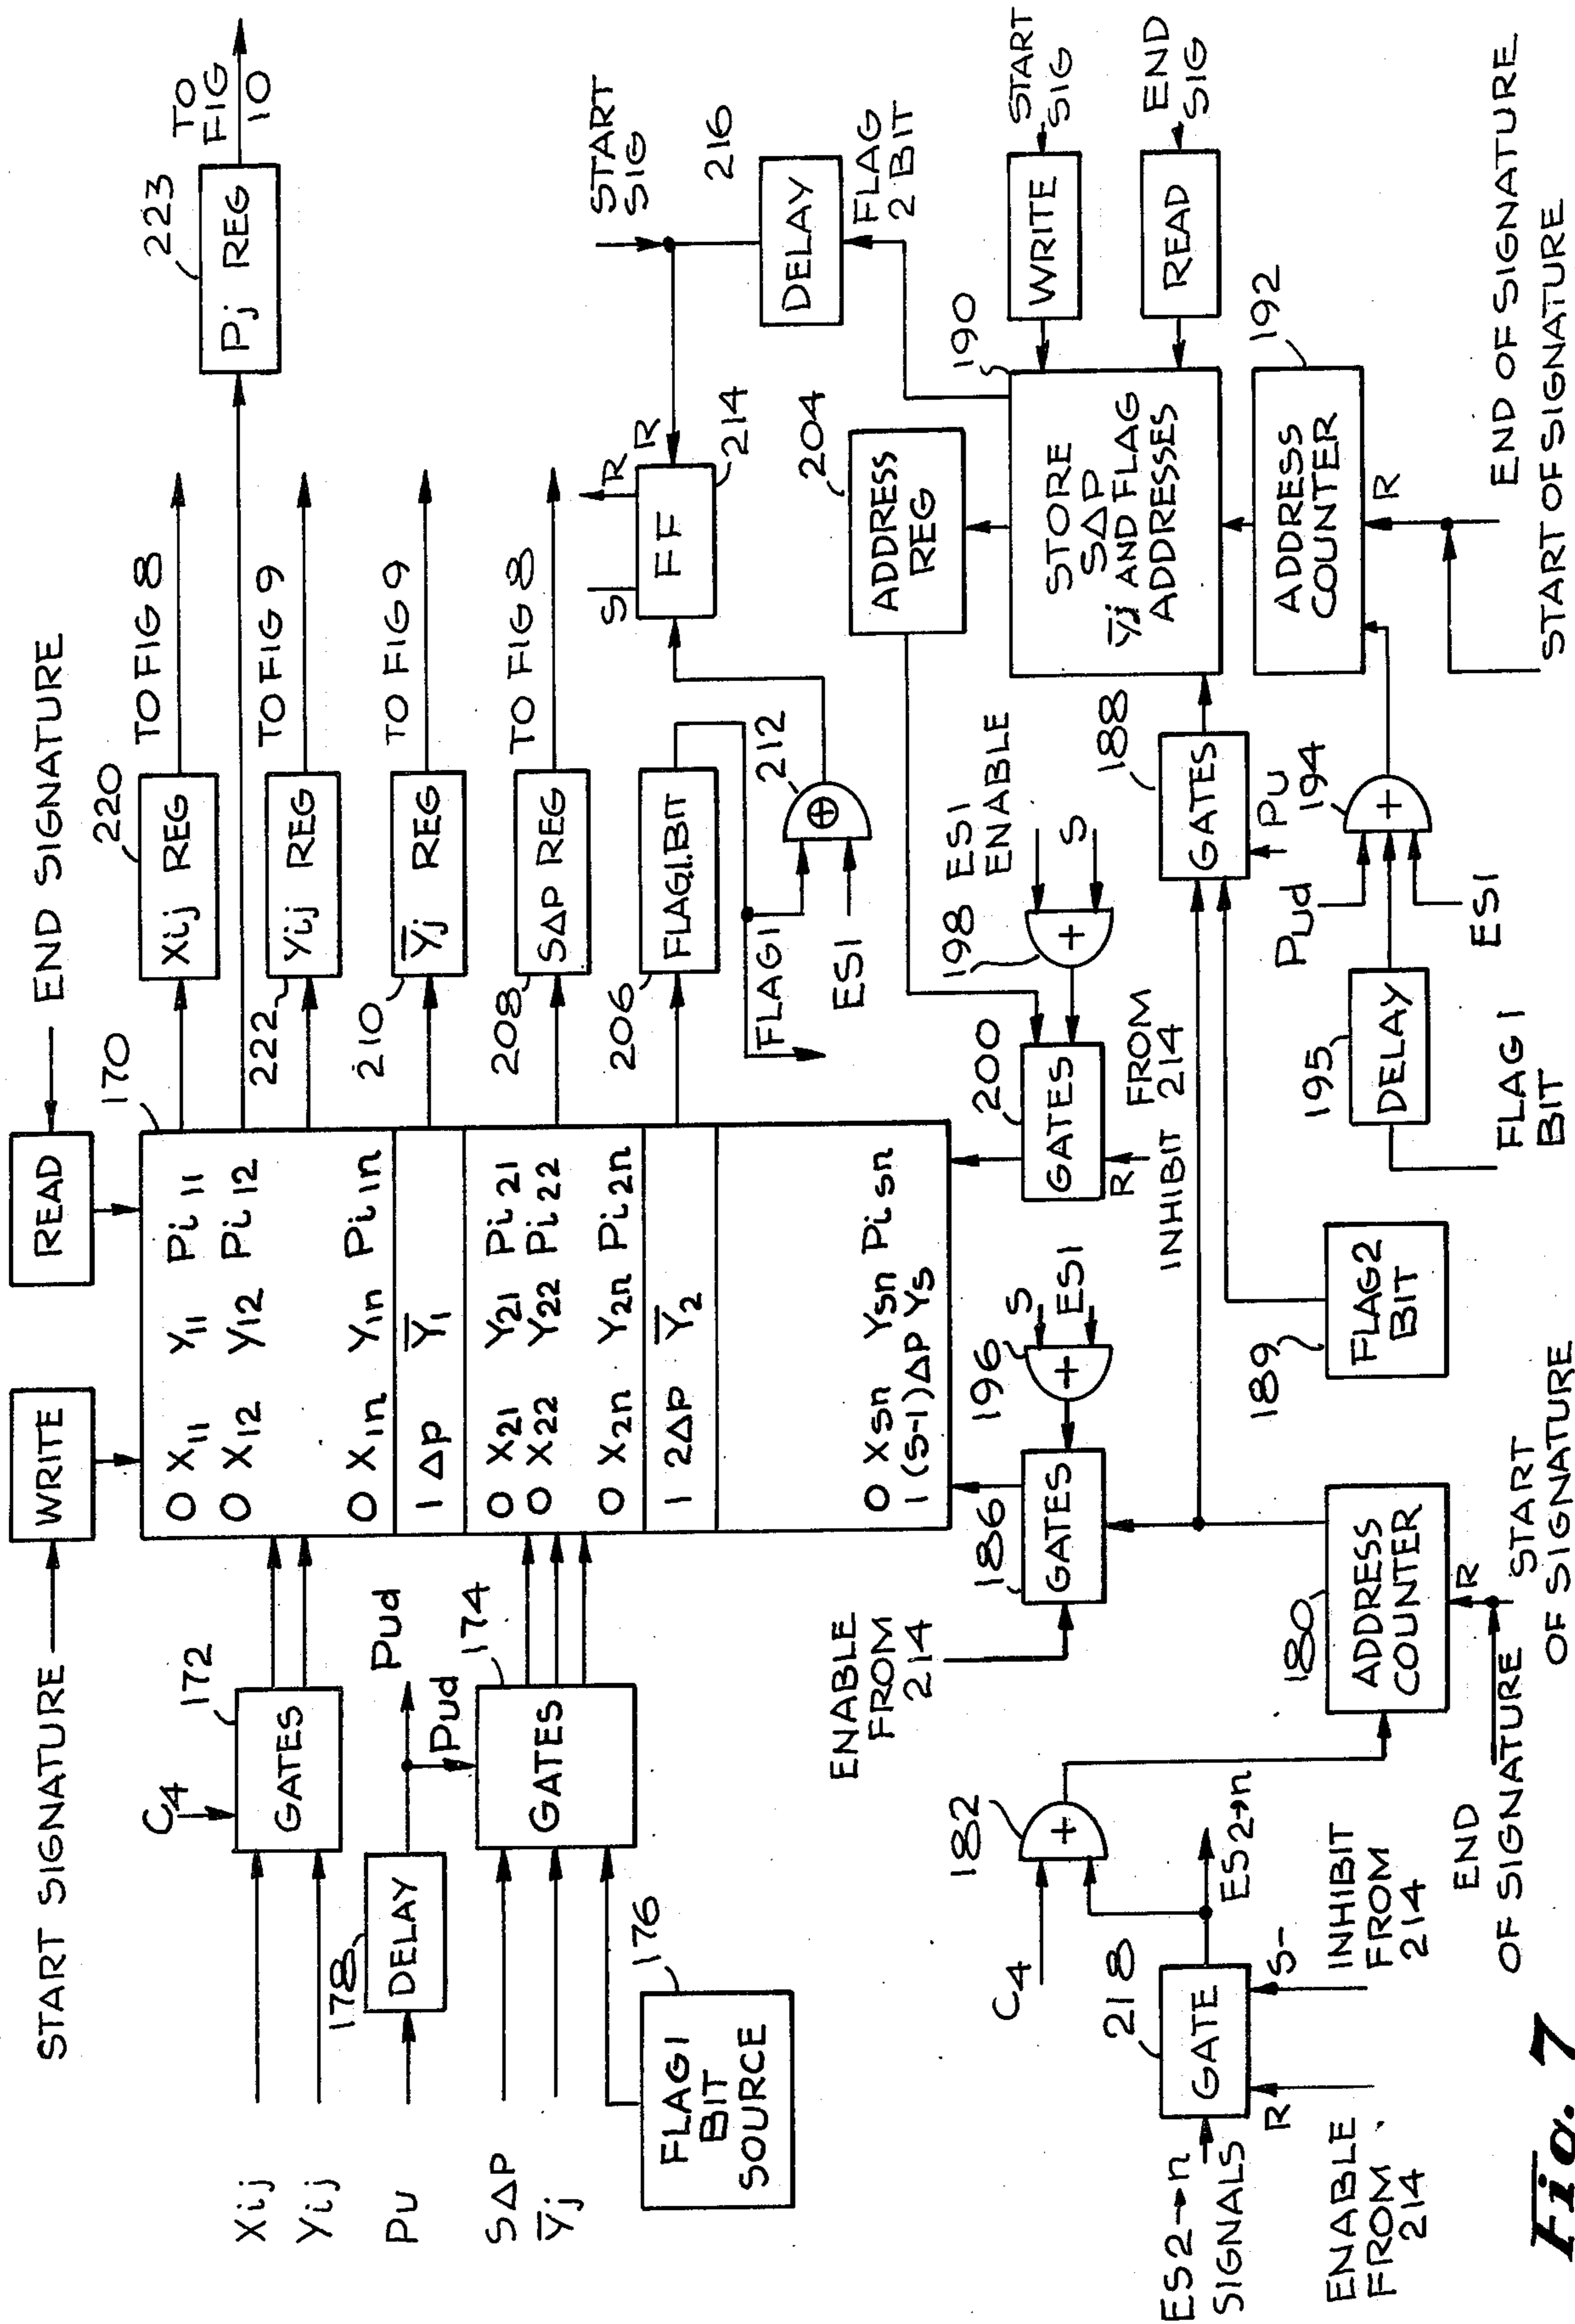 START SIGNATURE
WRITE
READ
END SIGNATURE
170
Xij
Yij
C4
172
GATES
Pu
178
DELAY
Pud
Pud
174
GATES
SΔP
Y̅j
FLAG 1
BIT
SOURCE
176
O X11 Y11 Pi 11
O X12 Y12 Pi 12
O X1n Y1n Pi 1n
1 ΔP Y̅1
O X21 Y21 Pi 21
O X22 Y22 Pi 22
O X2n Y2n Pi 2n
1 2ΔP Y̅2
O Xsn Ysn Pi sn
1 (S-1)ΔP Ys
220
Xij REG
TO FIG 8
223
Pj REG
TO
FIG
10
222
Yij REG
TO FIG 9
210
Y̅j REG
TO FIG 9
208
SΔP REG
TO FIG 8
206
FLAG.1.BIT
FLAG 1
ESI
212
⊕
S
R
FF
R
214
START
SIG
DELAY
216
FLAG
2 BIT
ENABLE
FROM
214
186
GATES
196
+
S
ESI
200
GATES
R
INHIBIT FROM
214
198
+
ESI
ENABLE
S
204
ADDRESS
REG
190
STORE
SΔP
Y̅j AND FLAG
ADDRESSES
WRITE
START
SIG
READ
END
SIG
188
GATES
Pu
192
ADDRESS
COUNTER
R
END OF SIGNATURE
START OF SIGNATURE
194
+
Pud
ESI
195
DELAY
FLAG 1
BIT
189
FLAG2
BIT
180
ADDRESS
COUNTER
R
START
OF SIGNATURE
END
OF SIGNATURE
182
+
C4
ES2→n
218
GATE
ES2→n
SIGNALS
R
S-
ENABLE
FROM
214
INHIBIT
FROM
214
Fig. 7